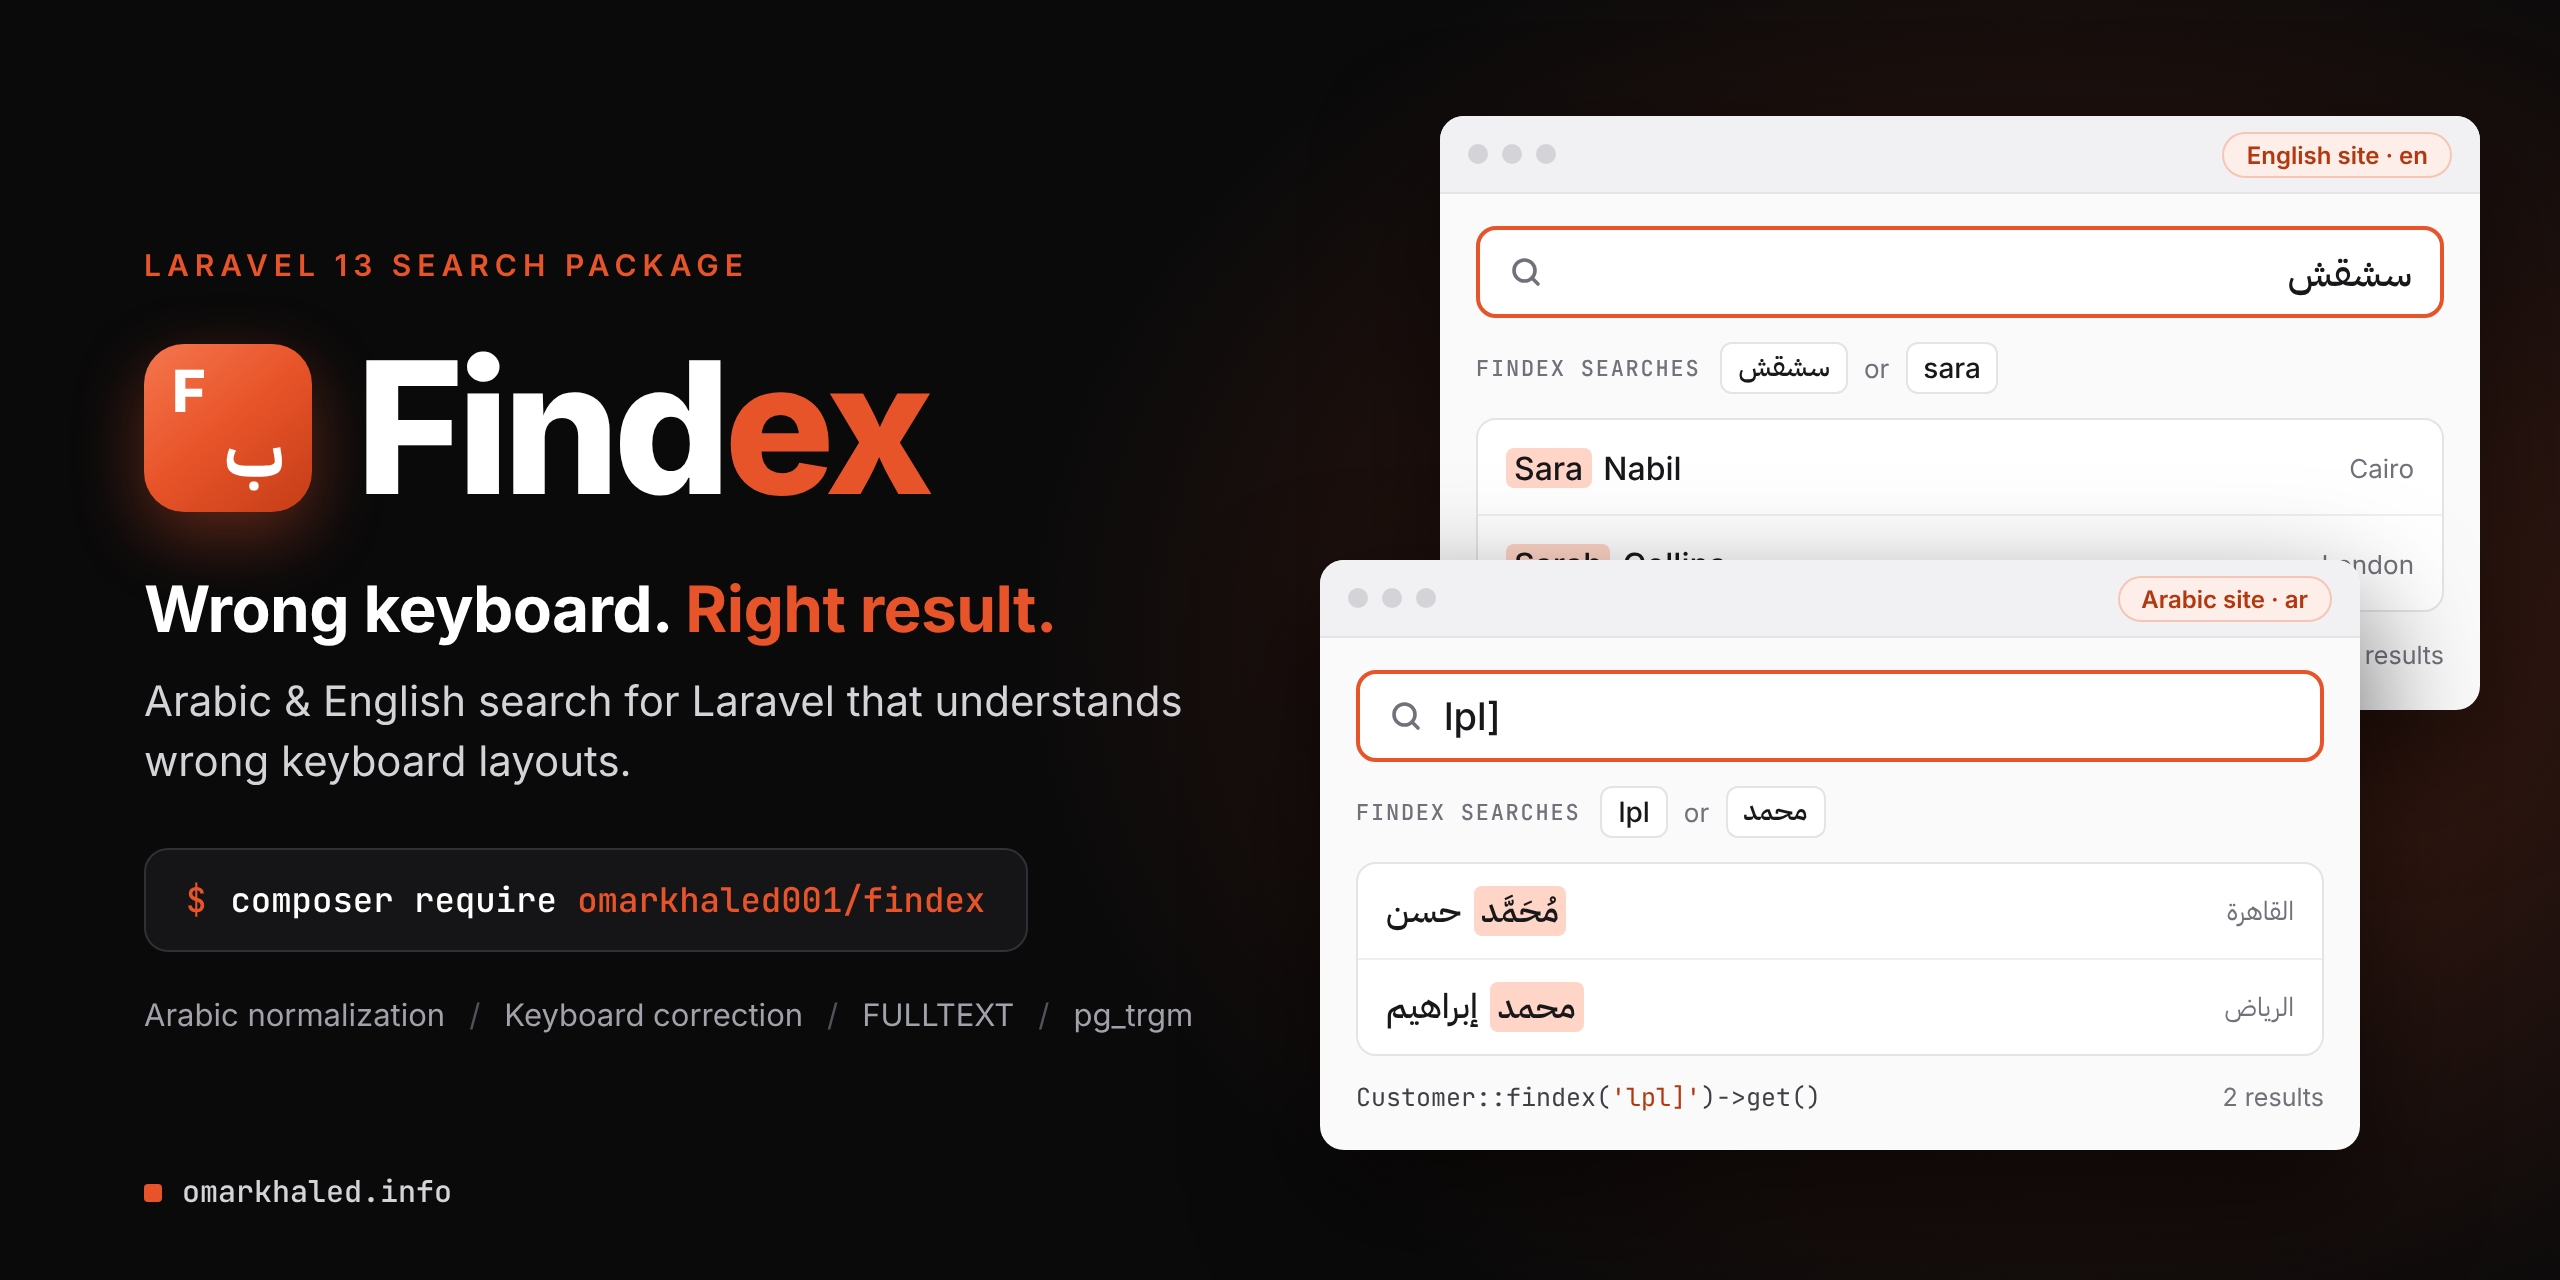 LARAVEL 13 SEARCH PACKAGE
F
ب
Findex
Wrong keyboard. Right result.
Arabic & English search for Laravel that understands
wrong keyboard layouts.
$ composer require omarkhaled001/findex
Arabic normalization / Keyboard correction / FULLTEXT / pg_trgm
omarkhaled.info
English site · en
سشقش
FINDEX SEARCHES سشقش or sara
Sara Nabil Cairo
results
Arabic site · ar
lpl]
FINDEX SEARCHES lpl or محمد
مُحَمَّد حسن القاهرة
محمد إبراهيم الرياض
Customer::findex('lpl]')->get() 2 results